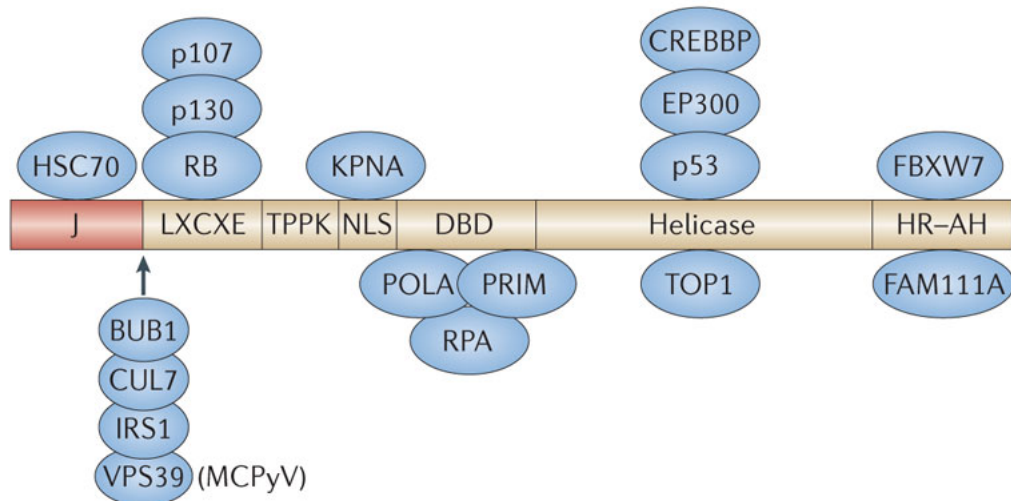 CREBBP
p107
EP300
p130
HSC70
RB
KPNA
p53
FBXW7
J
LXCXE
TPPK
NLS
DBD
Helicase
HR–AH
POLA
PRIM
TOP1
FAM111A
BUB1
RPA
CUL7
IRS1
VPS39 (MCPyV)